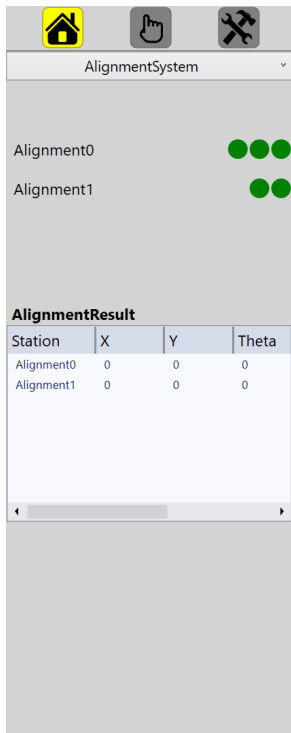 AlignmentSystem
Alignment0
Alignment1
AlignmentResult
Station X Y Theta
Alignment0 0 0 0
Alignment1 0 0 0